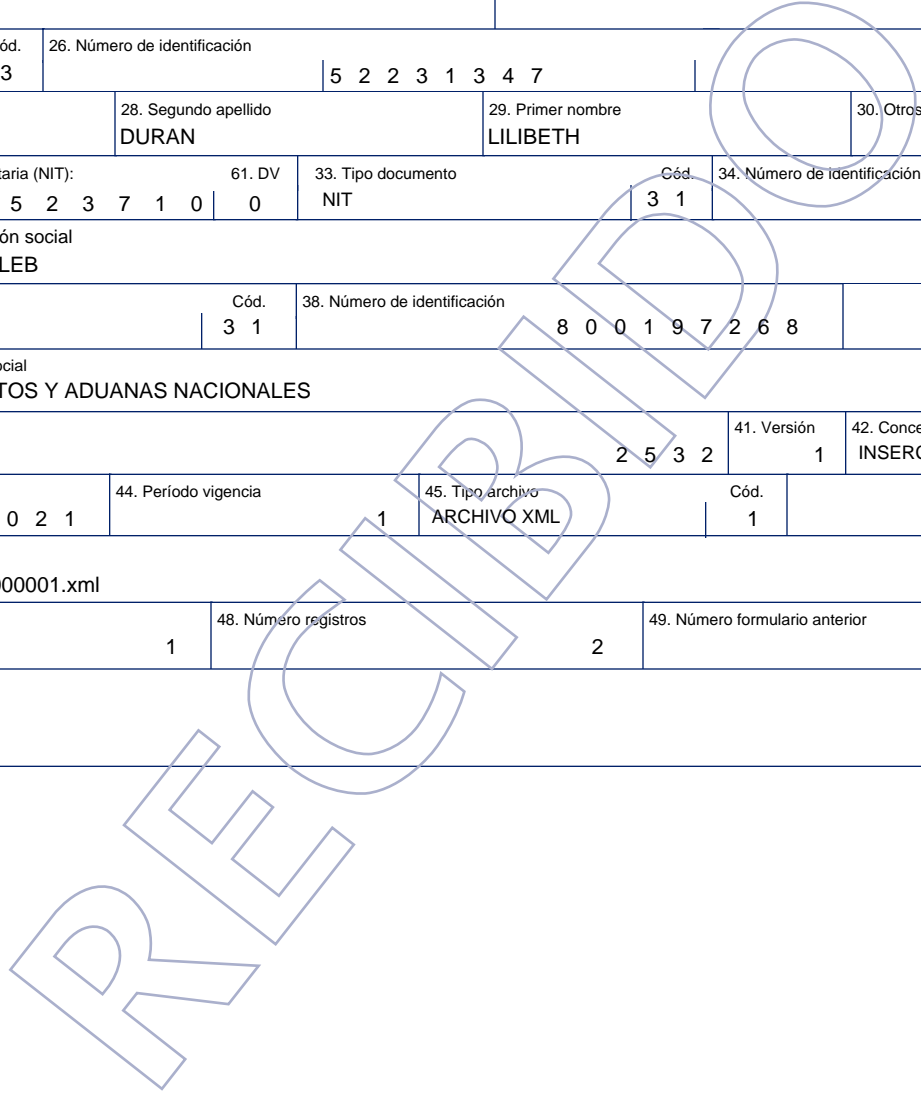 ód. 26. Número de identificación
3 5 2 2 3 1 3 4 7
28. Segundo apellido 29. Primer nombre 30. Otros
DURAN LILIBETH
taria (NIT): 61. DV 33. Tipo documento Cód. 34. Número de identificación
5 2 3 7 1 0 0 NIT 3 1
ón social
LEB
Cód. 38. Número de identificación
3 1 8 0 0 1 9 7 2 6 8
ocial
TOS Y ADUANAS NACIONALES
41. Versión 42. Conce
2 5 3 2 1 INSERC
44. Período vigencia 45. Tipo archivo Cód.
0 2 1 1 ARCHIVO XML 1
000001.xml
48. Número registros 49. Número formulario anterior
1 2
RECIBIDO